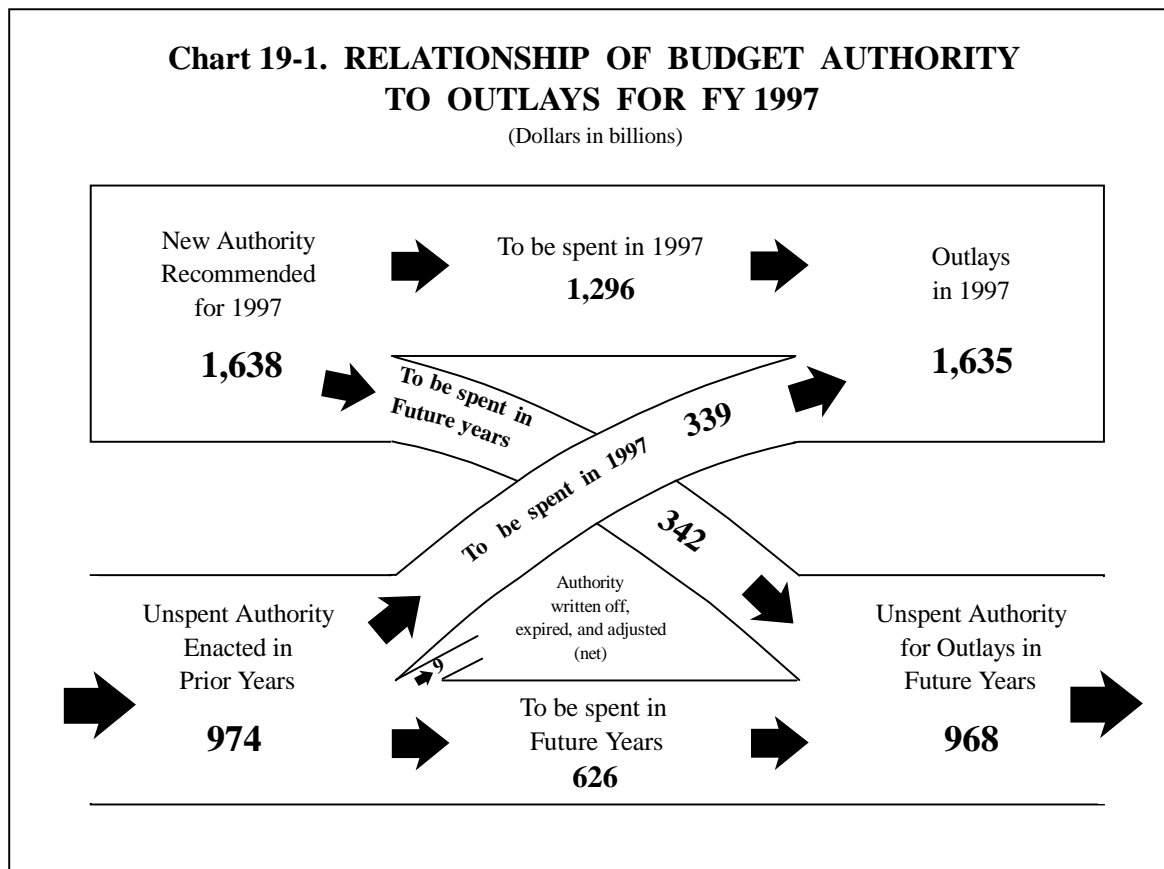 Chart 19-1. RELATIONSHIP OF BUDGET AUTHORITY
TO OUTLAYS FOR FY 1997
(Dollars in billions)
New Authority
Recommended
for 1997
1,638
To be spent in 1997
1,296
Outlays
in 1997
1,635
To be spent in
Future years
342
To be spent in 1997 339
Unspent Authority
Enacted in
Prior Years
974
Authority
written off,
expired, and adjusted
(net)
9
To be spent in
Future Years
626
Unspent Authority
for Outlays in
Future Years
968